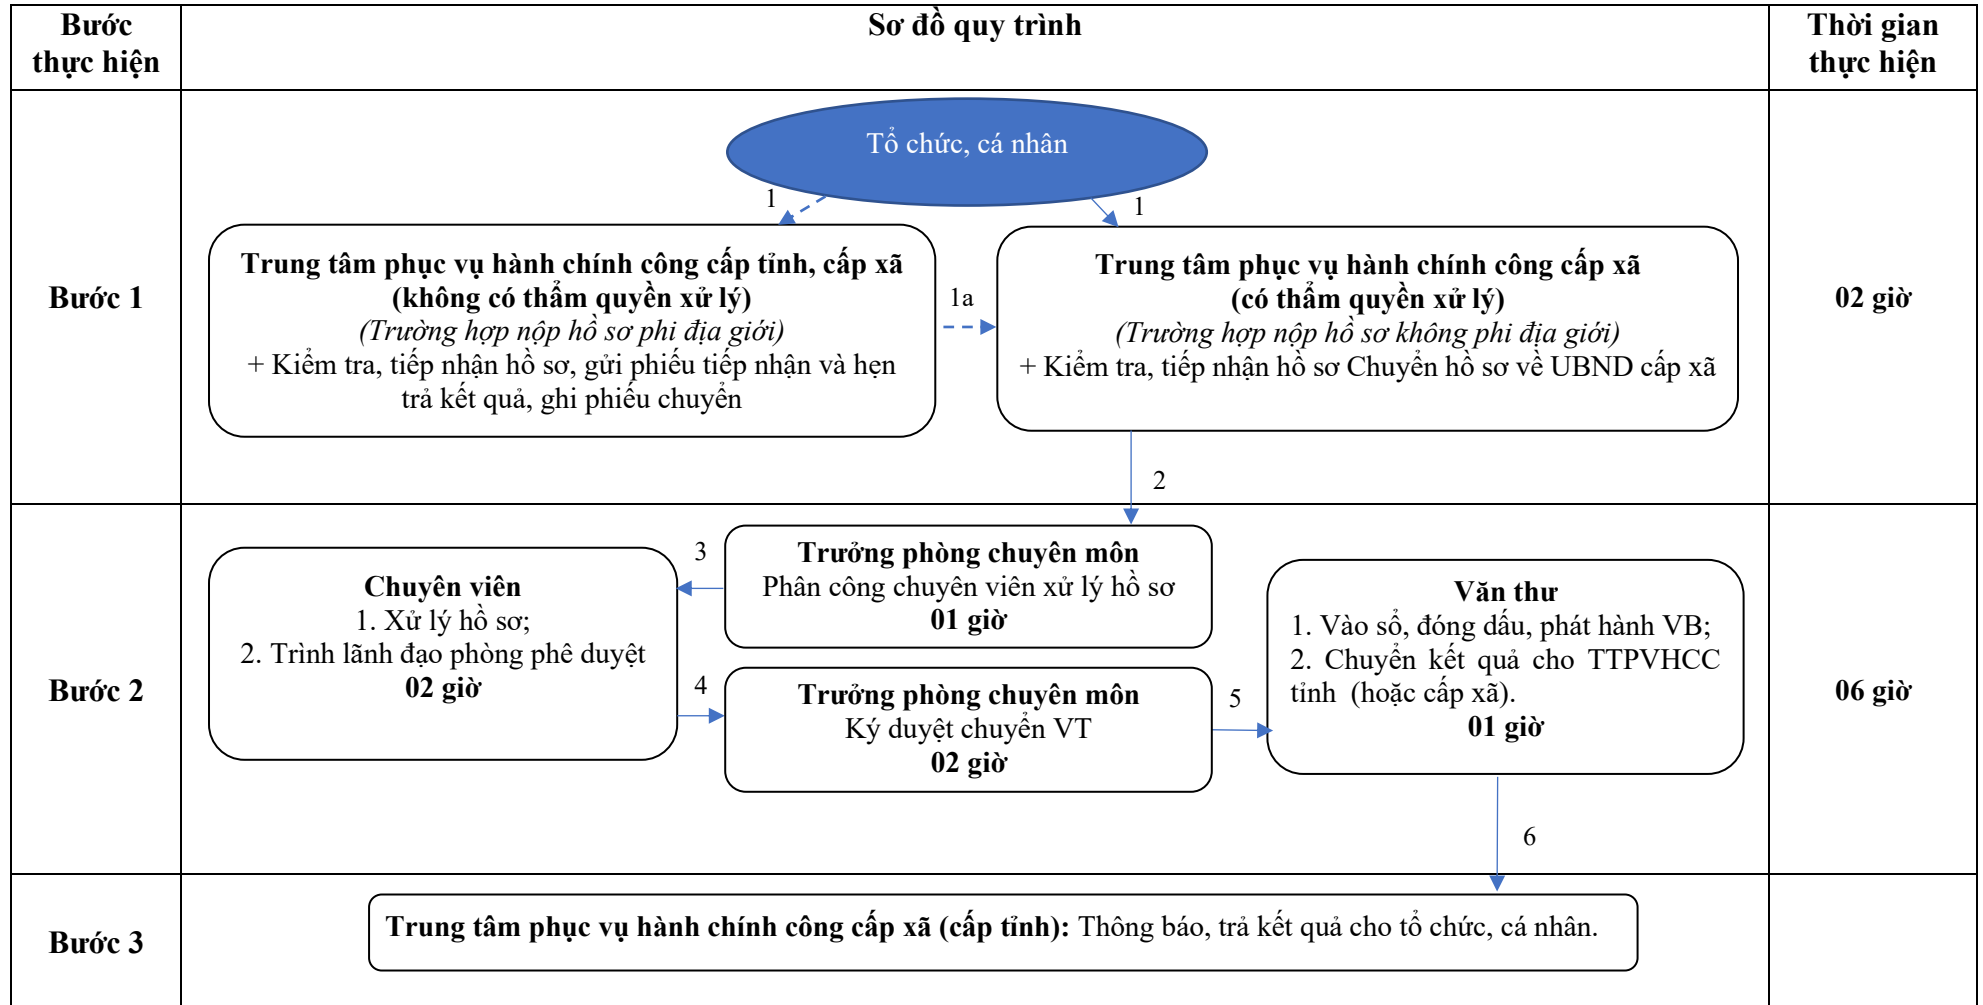 Bước
thực hiện
Sơ đồ quy trình
Thời gian
thực hiện
Bước 1
Tổ chức, cá nhân
1
1
Trung tâm phục vụ hành chính công cấp tỉnh, cấp xã
(không có thẩm quyền xử lý)
(Trường hợp nộp hồ sơ phi địa giới)
+ Kiểm tra, tiếp nhận hồ sơ, gửi phiếu tiếp nhận và hẹn
trả kết quả, ghi phiếu chuyển
1a
Trung tâm phục vụ hành chính công cấp xã
(có thẩm quyền xử lý)
(Trường hợp nộp hồ sơ không phi địa giới)
+ Kiểm tra, tiếp nhận hồ sơ Chuyển hồ sơ về UBND cấp xã
02 giờ
2
Bước 2
Chuyên viên
1. Xử lý hồ sơ;
2. Trình lãnh đạo phòng phê duyệt
02 giờ
3
Trưởng phòng chuyên môn
Phân công chuyên viên xử lý hồ sơ
01 giờ
4
Trưởng phòng chuyên môn
Ký duyệt chuyển VT
02 giờ
5
Văn thư
1. Vào sổ, đóng dấu, phát hành VB;
2. Chuyển kết quả cho TTPVHCC
tỉnh (hoặc cấp xã).
01 giờ
06 giờ
6
Bước 3
Trung tâm phục vụ hành chính công cấp xã (cấp tỉnh): Thông báo, trả kết quả cho tổ chức, cá nhân.